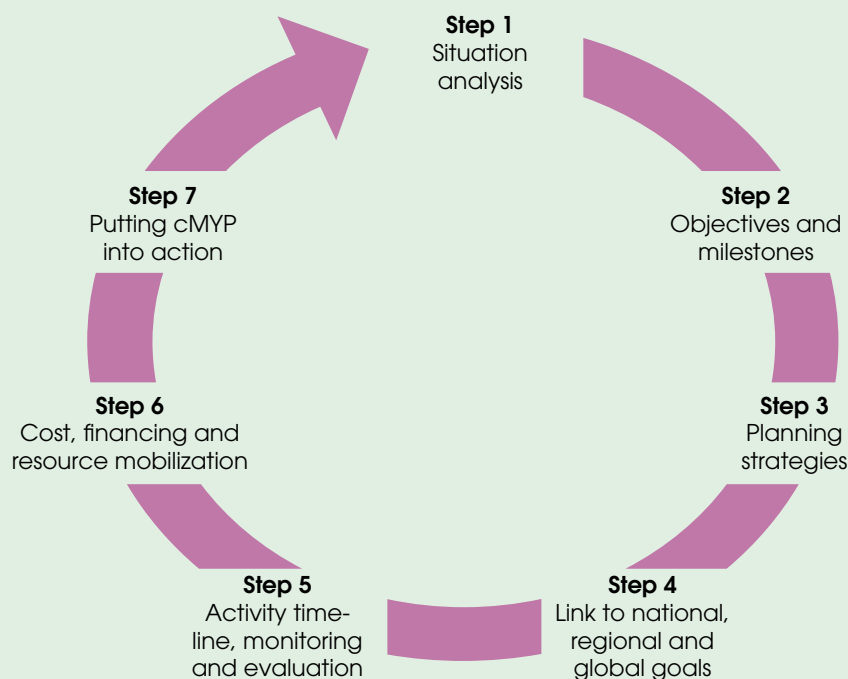 Step 1
Situation
analysis
Step 2
Objectives and
milestones
Step 3
Planning
strategies
Step 4
Link to national,
regional and
global goals
Step 5
Activity time-
line, monitoring
and evaluation
Step 6
Cost, financing and
resource mobilization
Step 7
Putting cMYP
into action